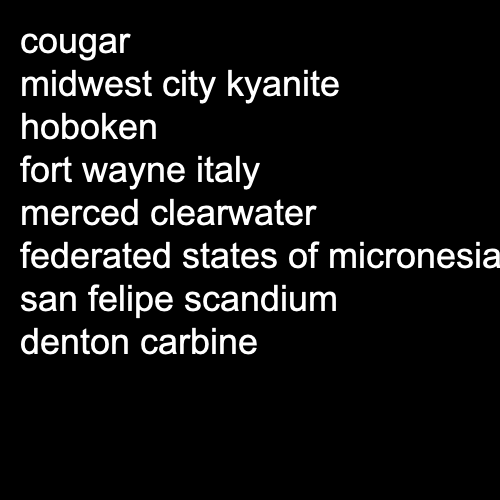 cougar
midwest city kyanite
hoboken
fort wayne italy
merced clearwater
federated states of micronesia
san felipe scandium
denton carbine